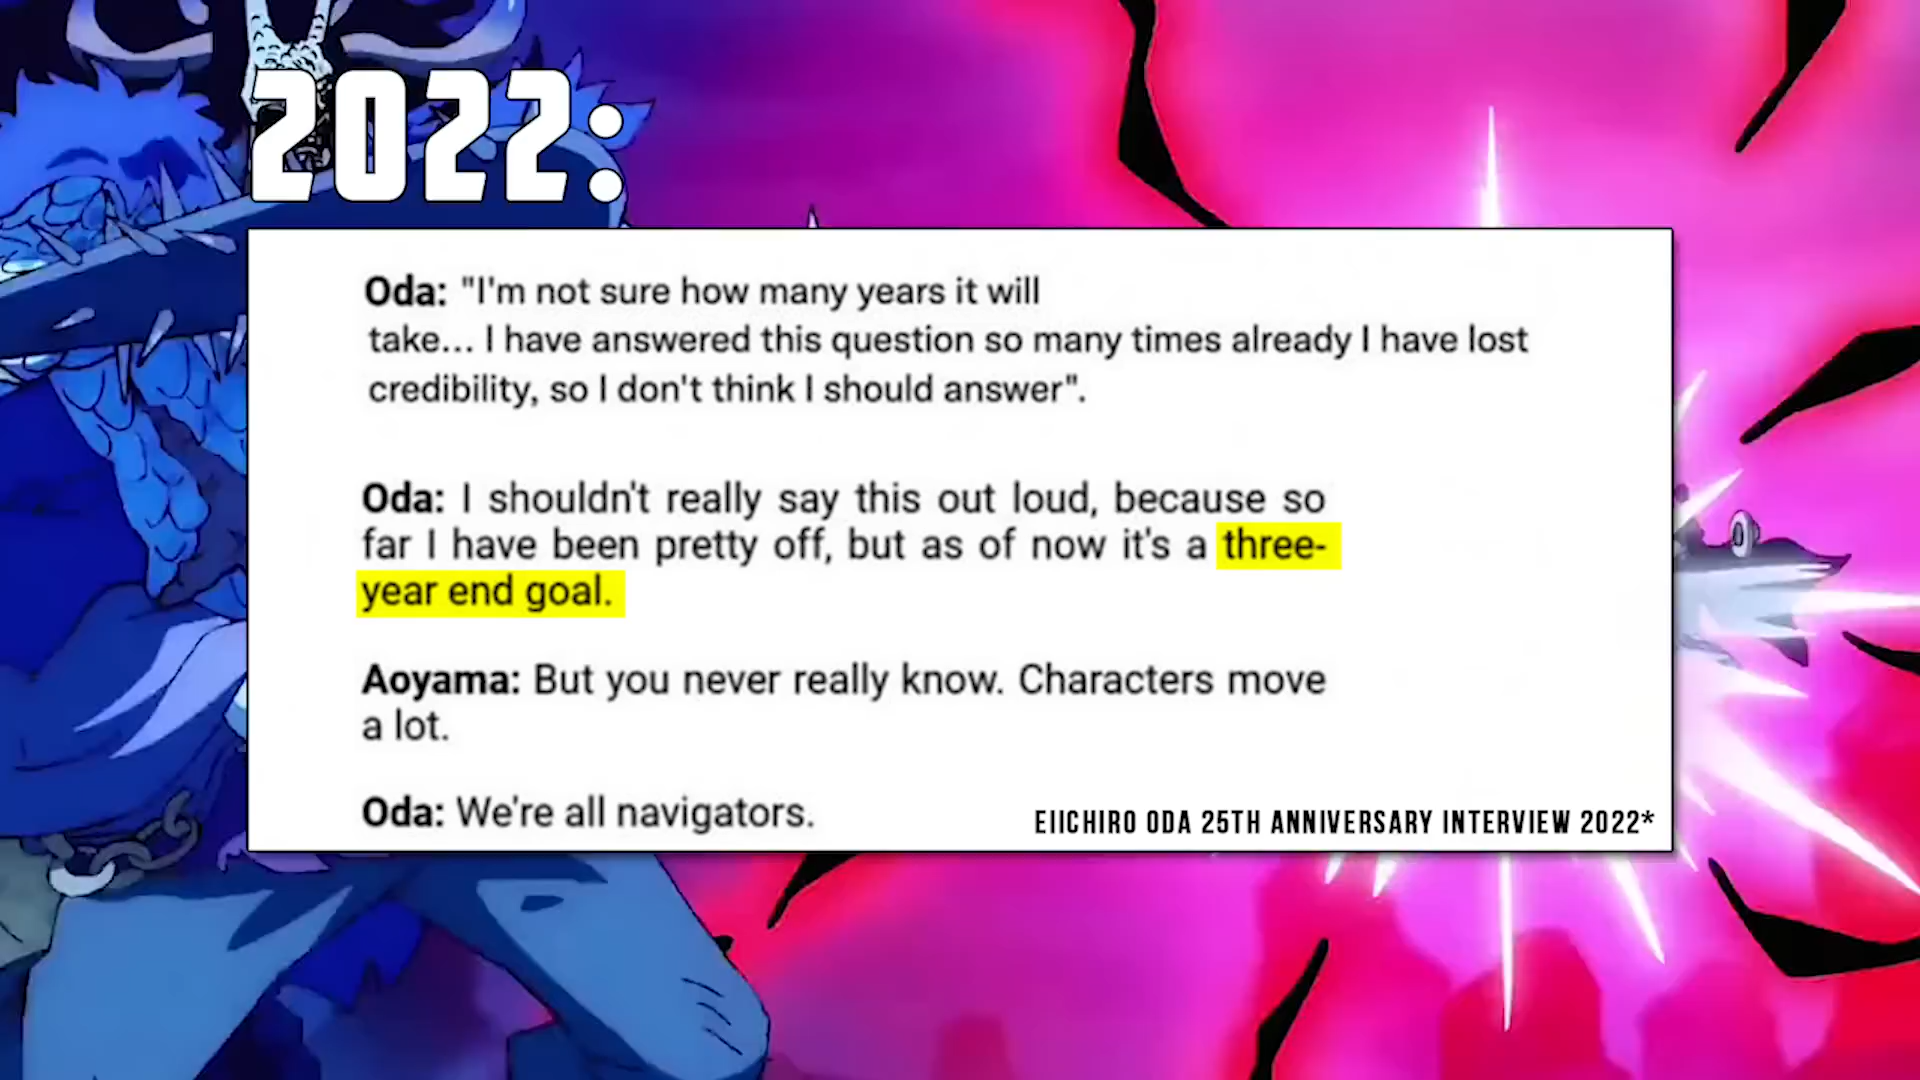 2022:
Oda: "I'm not sure how many years it will
take... I have answered this question so many times already I have lost
credibility, so I don't think I should answer".
Oda: I shouldn't really say this out loud, because so
far I have been pretty off, but as of now it's a three-
year end goal.
Aoyama: But you never really know. Characters move
a lot.
Oda: We're all navigators.
EIICHIRO ODA 25TH ANNIVERSARY INTERVIEW 2022*